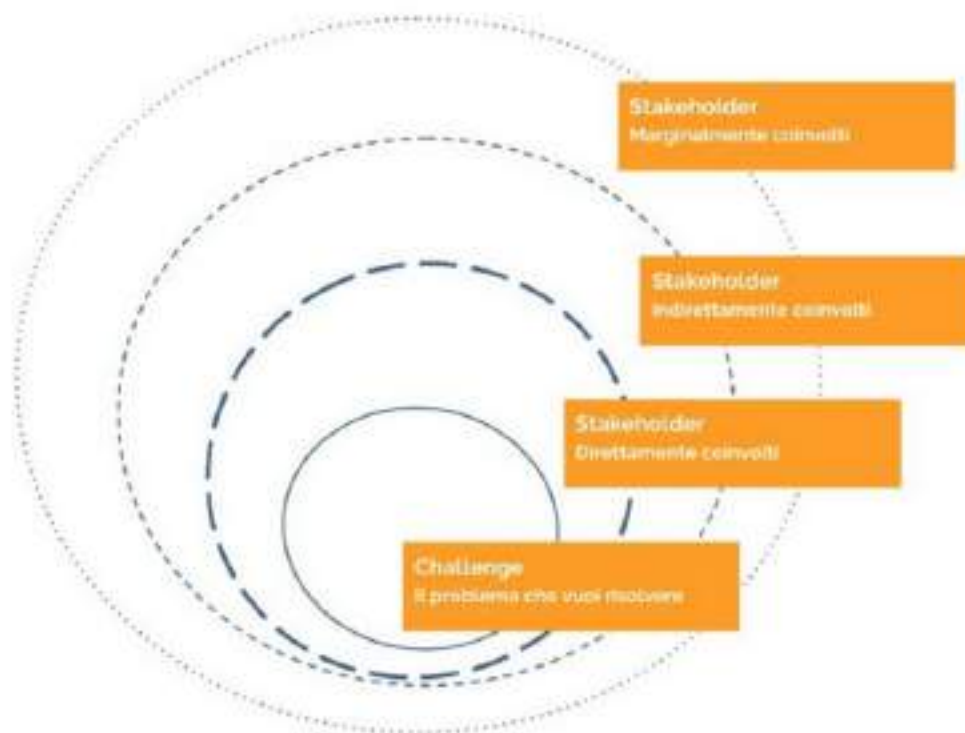 Stakeholder
Marginalmente coinvolti
Stakeholder
Indirettamente coinvolti
Stakeholder
Direttamente coinvolti
Challenge
Il problema che vuoi risolvere